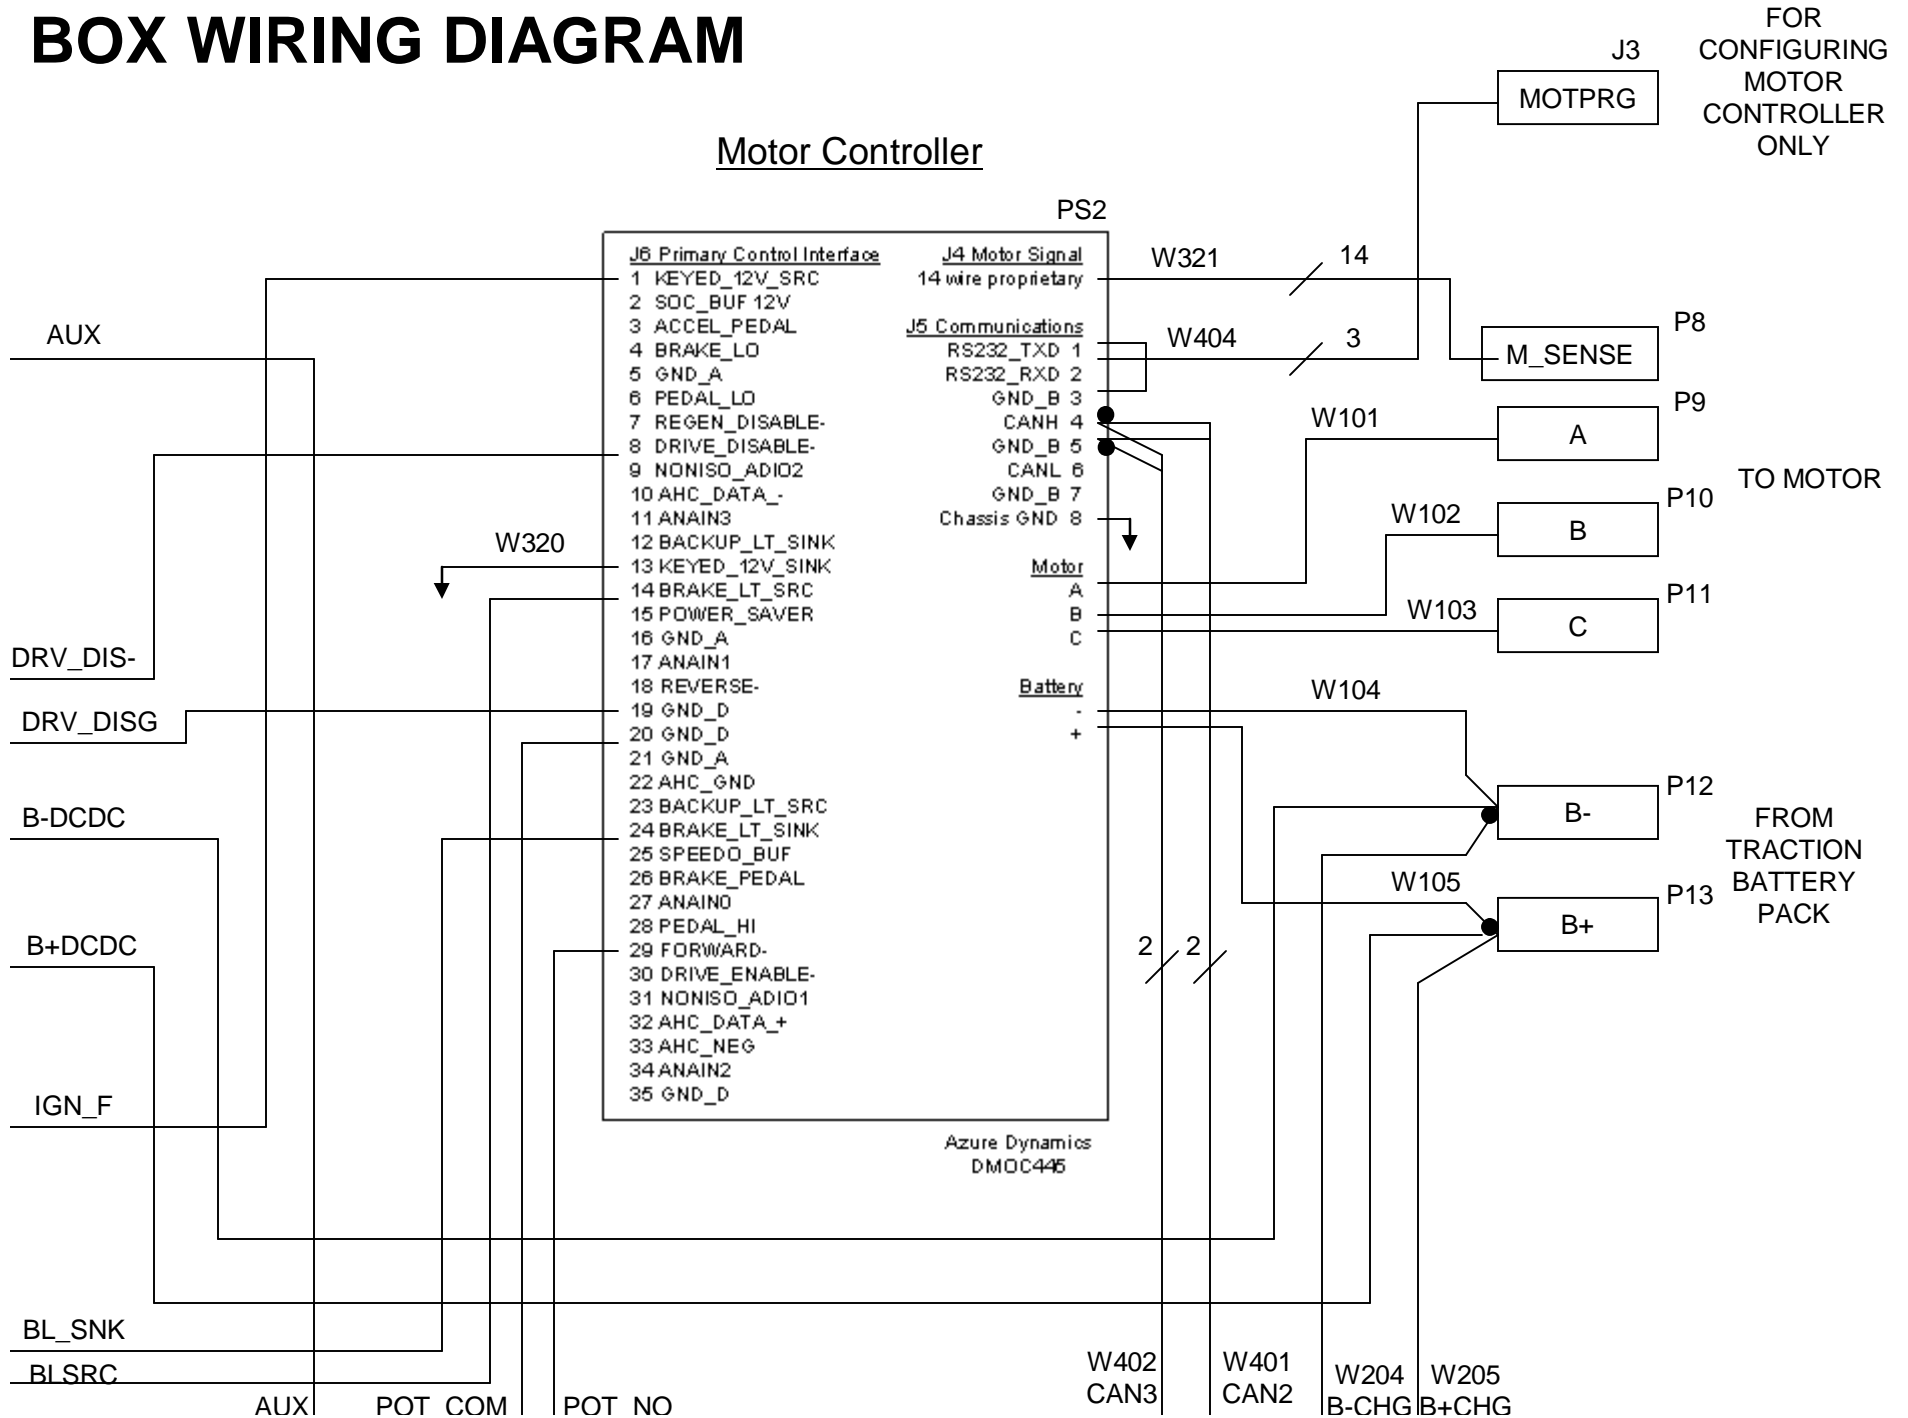 BOX WIRING DIAGRAM
FOR
CONFIGURING
MOTOR
CONTROLLER
ONLY
J3
MOTPRG
Motor Controller
PS2
J6 Primary Control Interface
1 KEYED_12V_SRC
2 SOC_BUF 12V
3 ACCEL_PEDAL
4 BRAKE_LO
5 GND_A
6 PEDAL_LO
7 REGEN_DISABLE-
8 DRIVE_DISABLE-
9 NONISO_ADIO2
10 AHC_DATA_-
11 ANAIN3
12 BACKUP_LT_SINK
13 KEYED_12V_SINK
14 BRAKE_LT_SRC
15 POWER_SAVER
16 GND_A
17 ANAIN1
18 REVERSE-
19 GND_D
20 GND_D
21 GND_A
22 AHC_GND
23 BACKUP_LT_SRC
24 BRAKE_LT_SINK
25 SPEEDO_BUF
26 BRAKE_PEDAL
27 ANAIN0
28 PEDAL_HI
29 FORWARD-
30 DRIVE_ENABLE-
31 NONISO_ADIO1
32 AHC_DATA_+
33 AHC_NEG
34 ANAIN2
35 GND_D
J4 Motor Signal
14 wire proprietary
J5 Communications
RS232_TXD 1
RS232_RXD 2
GND_B 3
CANH 4
GND_B 5
CANL 6
GND_B 7
Chassis GND 8
Motor
A
B
C
Battery
-
+
Azure Dynamics
DMOC445
W321
14
W404
3
P8
M_SENSE
P9
W101
A
TO MOTOR
P10
W102
B
P11
W103
C
W104
P12
B-
FROM
TRACTION
BATTERY
PACK
W105
P13
B+
2 2
AUX
W320
DRV_DIS-
DRV_DISG
B-DCDC
B+DCDC
IGN_F
BL_SNK
BLSRC
AUX
POT_COM
POT_NO
W402
CAN3
W401
CAN2
W204
B-CHG
W205
B+CHG